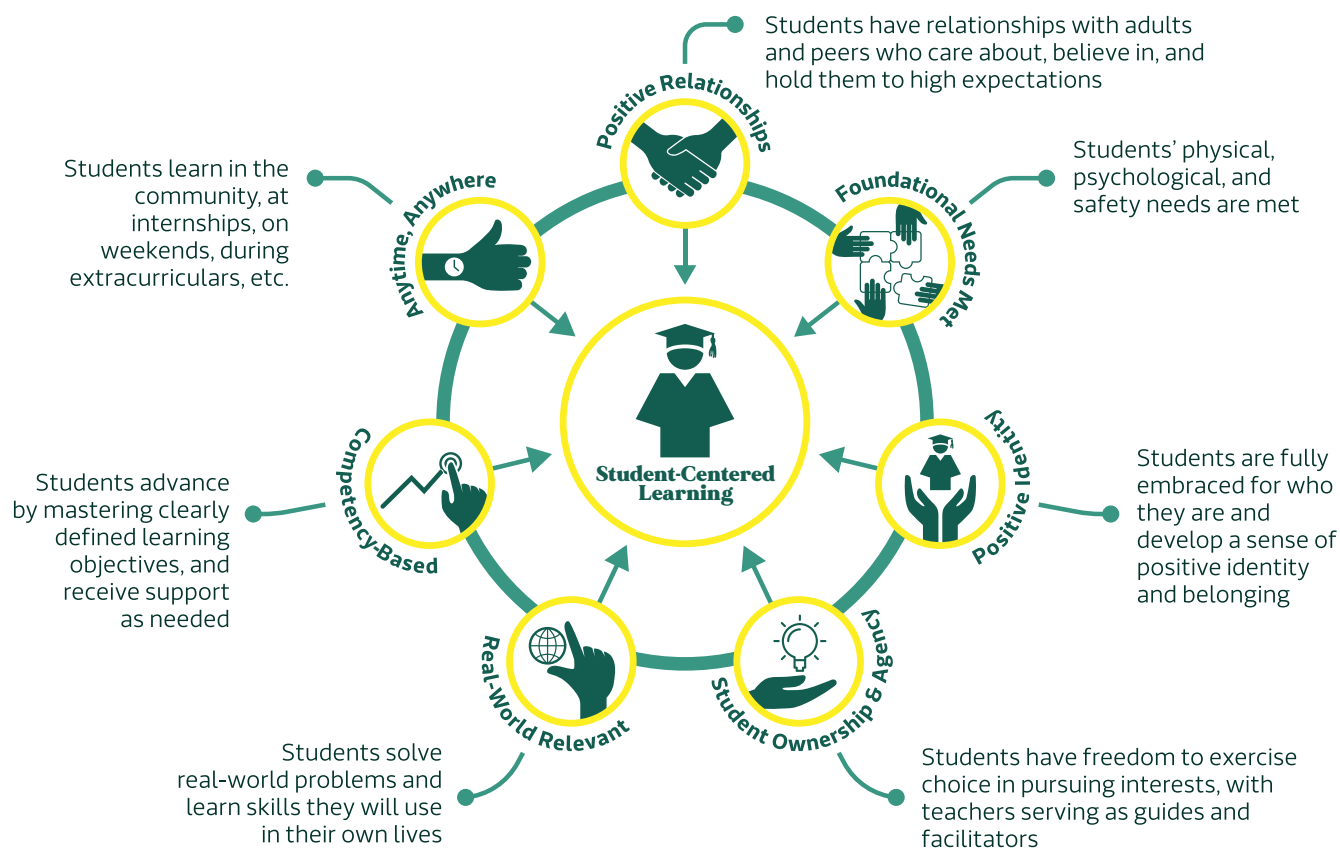 Students have relationships with adults
and peers who care about, believe in, and
hold them to high expectations
Positive Relationships
Students' physical,
psychological, and
safety needs are met
Foundational Needs Met
Students learn in the
community, at
internships, on
weekends, during
extracurriculars, etc.
Anytime, Anywhere
Student-Centered
Learning
Positive Identity
Students are fully
embraced for who
they are and
develop a sense of
positive identity
and belonging
Competency-Based
Students advance
by mastering clearly
defined learning
objectives, and
receive support
as needed
Real-World Relevant
Students solve
real-world problems and
learn skills they will use
in their own lives
Student Ownership & Agency
Students have freedom to exercise
choice in pursuing interests, with
teachers serving as guides and
facilitators